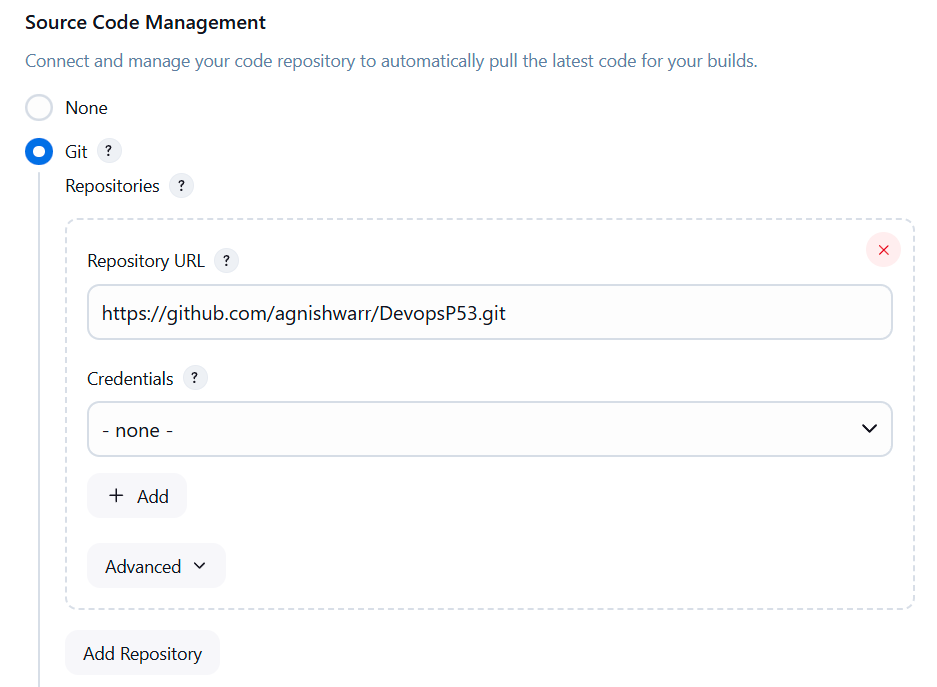 Source Code Management
Connect and manage your code repository to automatically pull the latest code for your builds.
None
Git ?
Repositories ?
Repository URL ?
https://github.com/agnishwarr/DevopsP53.git
Credentials ?
- none -
+ Add
Advanced
Add Repository